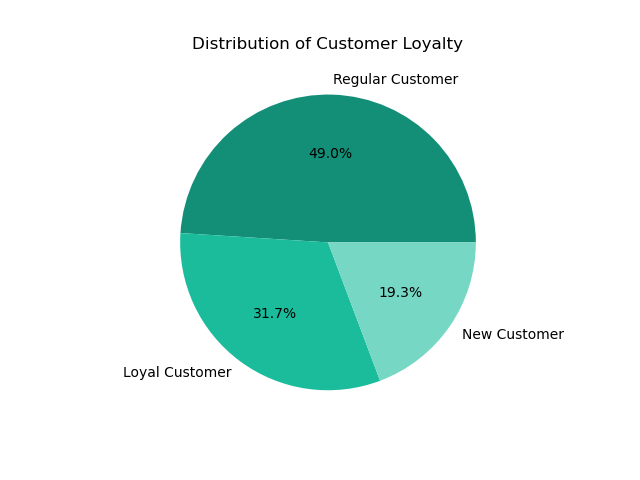 Distribution of Customer Loyalty
Regular Customer
49.0%
31.7%
19.3%
New Customer
Loyal Customer